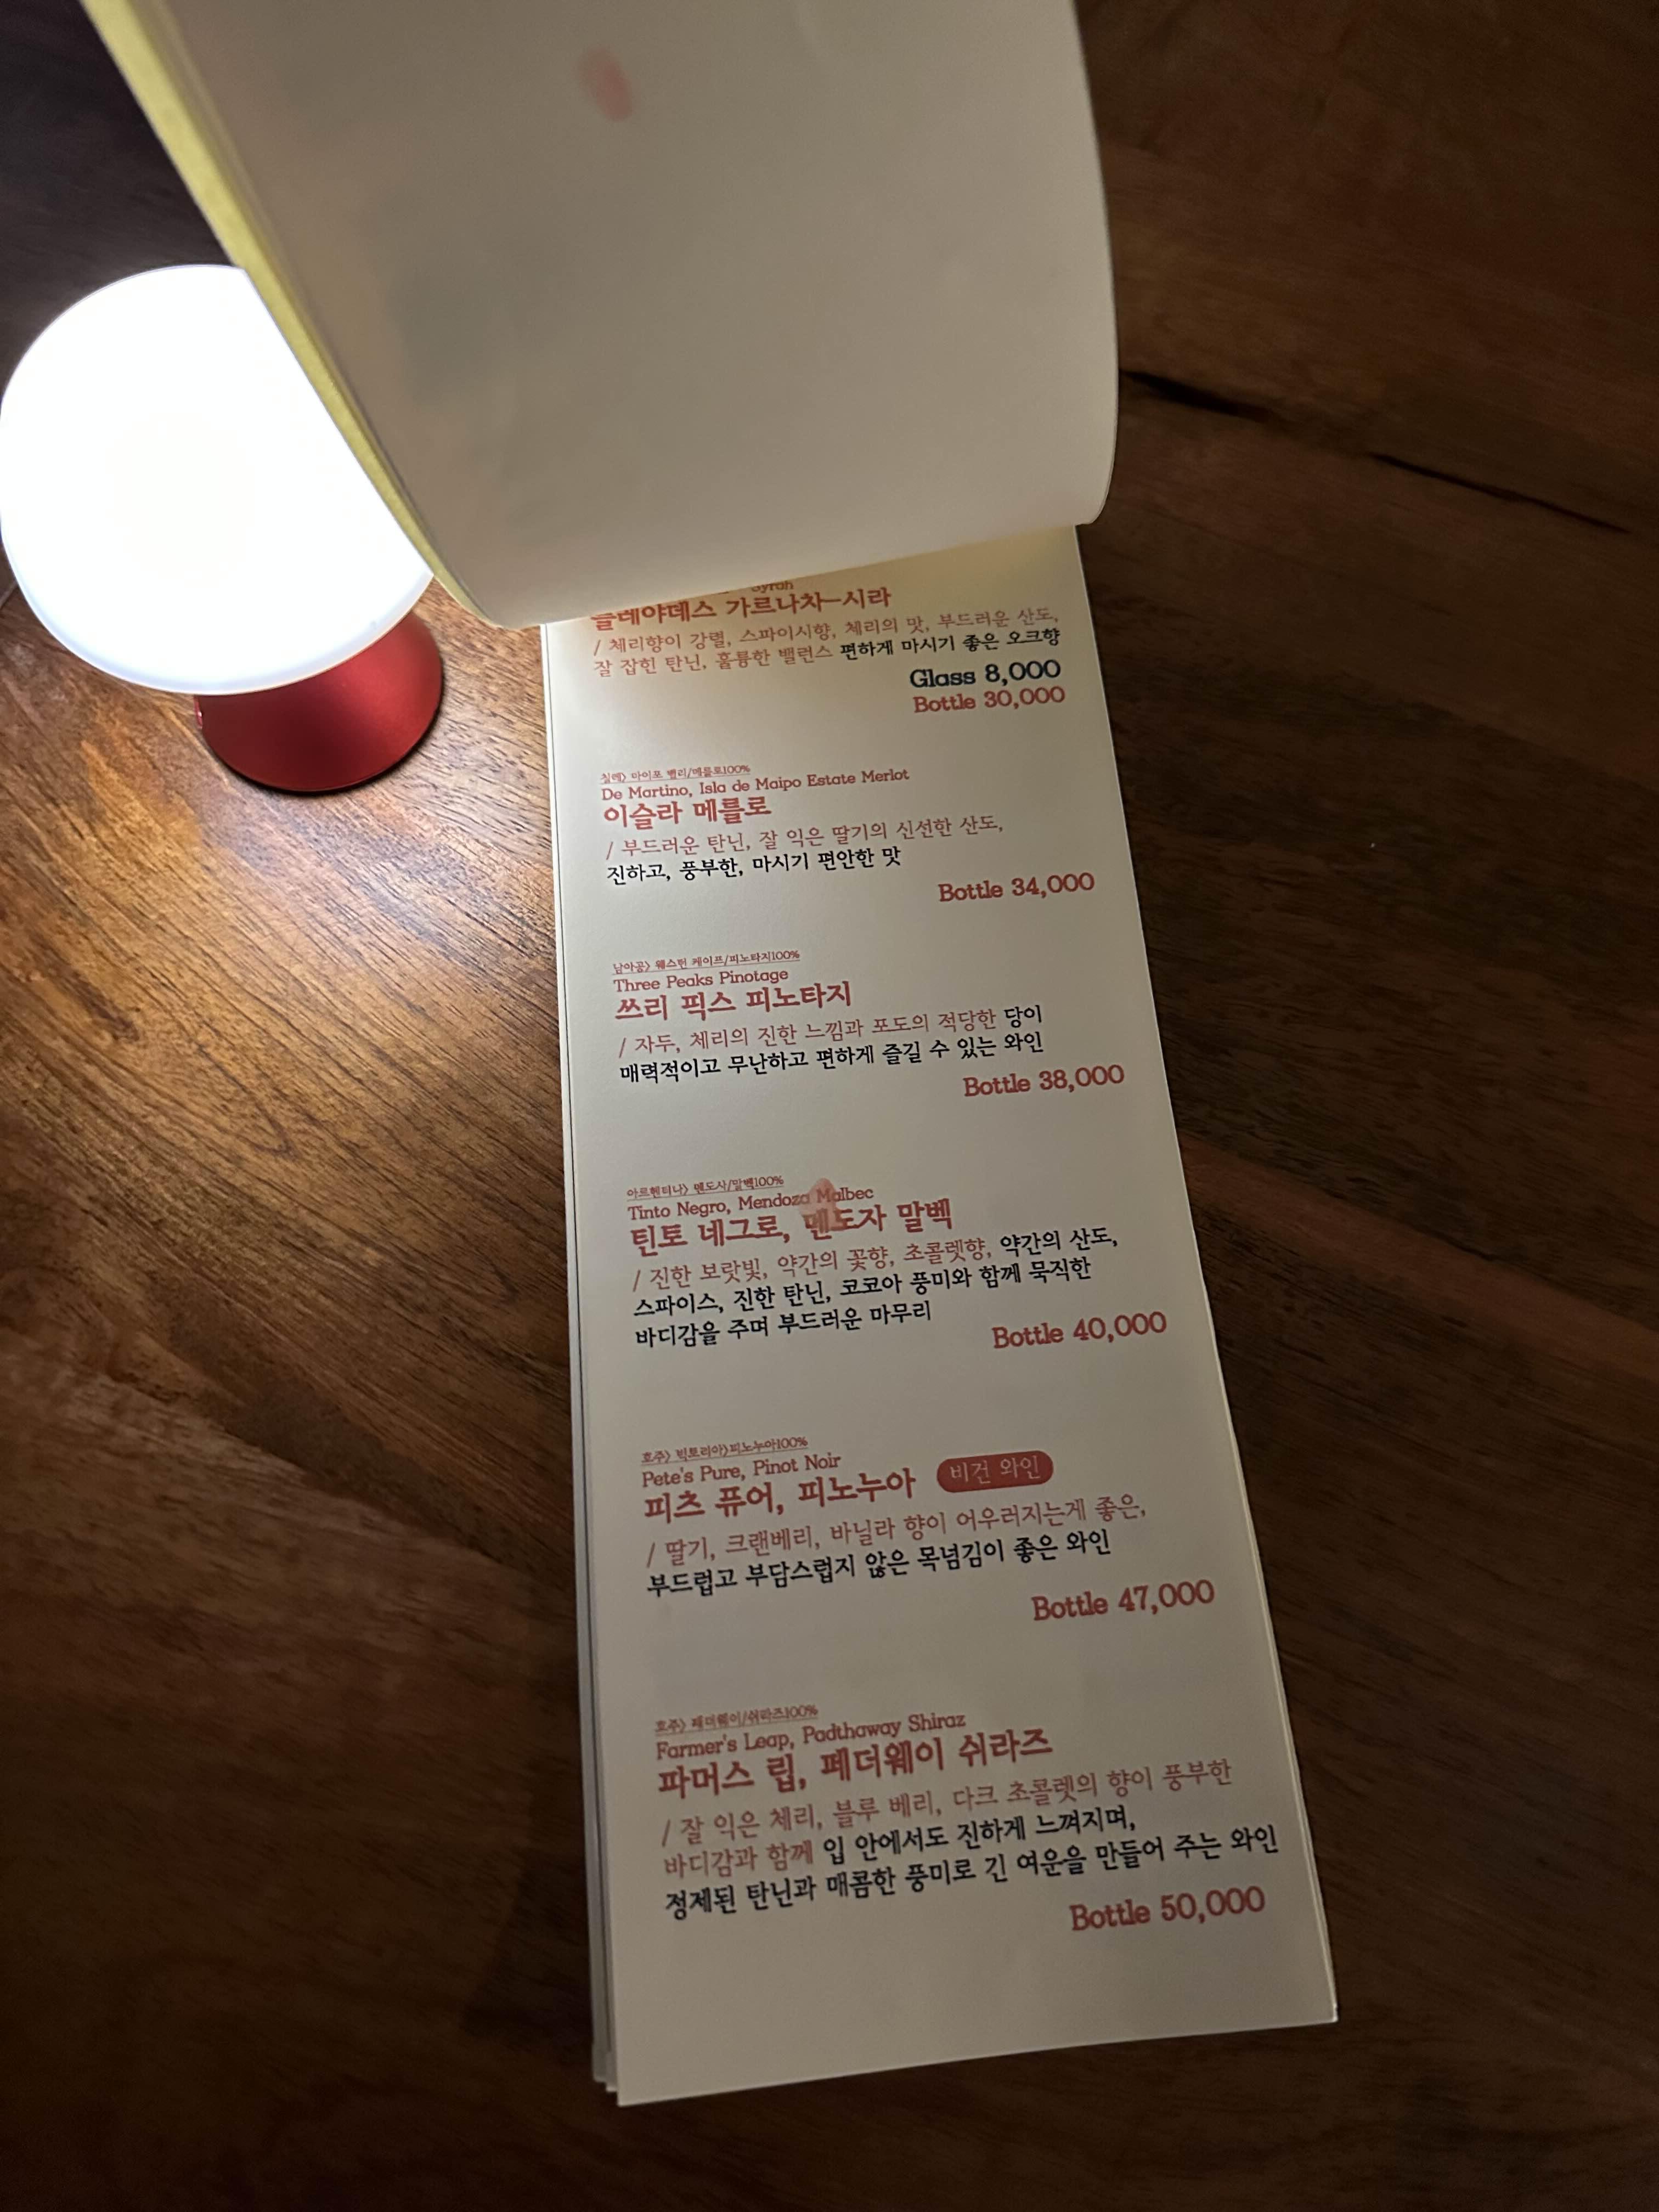 Syrah
플레야데스 가르나차-시라
/ 체리향이 강렬, 스파이시향, 체리의 맛, 부드러운 산도,
잘 잡힌 탄닌, 훌륭한 밸런스 편하게 마시기 좋은 오크향
Glass 8,000
Bottle 30,000
칠레> 마이포 밸리/메를로100%
De Martino, Isla de Maipo Estate Merlot
이슬라 메를로
/ 부드러운 탄닌, 잘 익은 딸기의 신선한 산도,
진하고, 풍부한, 마시기 편안한 맛
Bottle 34,000
남아공> 웨스턴 케이프/피노타지100%
Three Peaks Pinotage
쓰리 픽스 피노타지
/ 자두, 체리의 진한 느낌과 포도의 적당한 당이
매력적이고 무난하고 편하게 즐길 수 있는 와인
Bottle 38,000
아르헨티나> 멘도사/말벡100%
Tinto Negro, Mendoza Malbec
틴토 네그로, 멘도자 말벡
/ 진한 보랏빛, 약간의 꽃향, 초콜렛향, 약간의 산도,
스파이스, 진한 탄닌, 코코아 풍미와 함께 묵직한
바디감을 주며 부드러운 마무리
Bottle 40,000
호주> 빅토리아>피노누아100%
Pete's Pure, Pinot Noir
피츠 퓨어, 피노누아 비건 와인
/ 딸기, 크랜베리, 바닐라 향이 어우러지는게 좋은,
부드럽고 부담스럽지 않은 목넘김이 좋은 와인
Bottle 47,000
호주> 패더웨이/쉬라즈100%
Farmer's Leap, Padthaway Shiraz
파머스 립, 페더웨이 쉬라즈
/ 잘 익은 체리, 블루 베리, 다크 초콜렛의 향이 풍부한
바디감과 함께 입 안에서도 진하게 느껴지며,
정제된 탄닌과 매콤한 풍미로 긴 여운을 만들어 주는 와인
Bottle 50,000